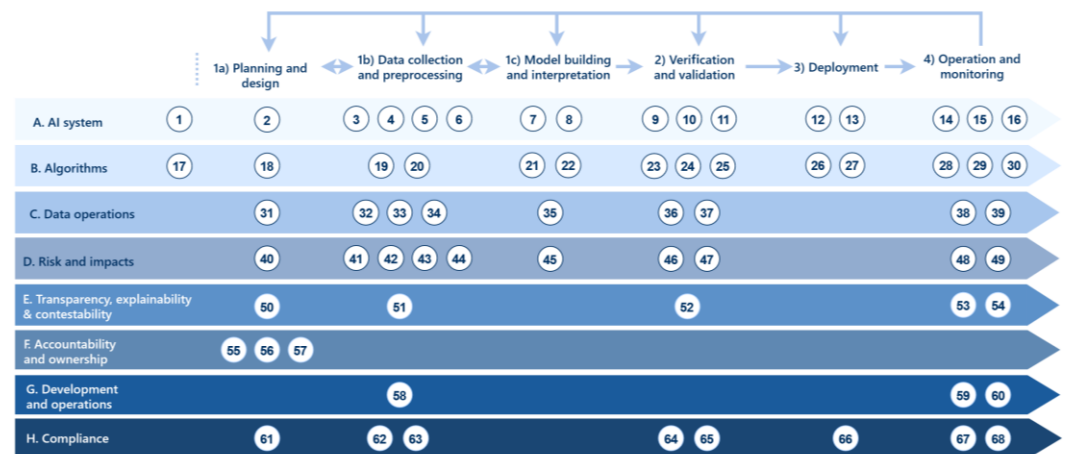 1a) Planning and
design
1b) Data collection
and preprocessing
1c) Model building
and interpretation
2) Verification
and validation
3) Deployment
4) Operation and
monitoring
A. AI system
1 2 3 4 5 6 7 8 9 10 11 12 13 14 15 16
B. Algorithms
17 18 19 20 21 22 23 24 25 26 27 28 29 30
C. Data operations
31 32 33 34 35 36 37 38 39
D. Risk and impacts
40 41 42 43 44 45 46 47 48 49
E. Transparency, explainability
& contestability
50 51 52 53 54
F. Accountability
and ownership
55 56 57
G. Development
and operations
58 59 60
H. Compliance
61 62 63 64 65 66 67 68